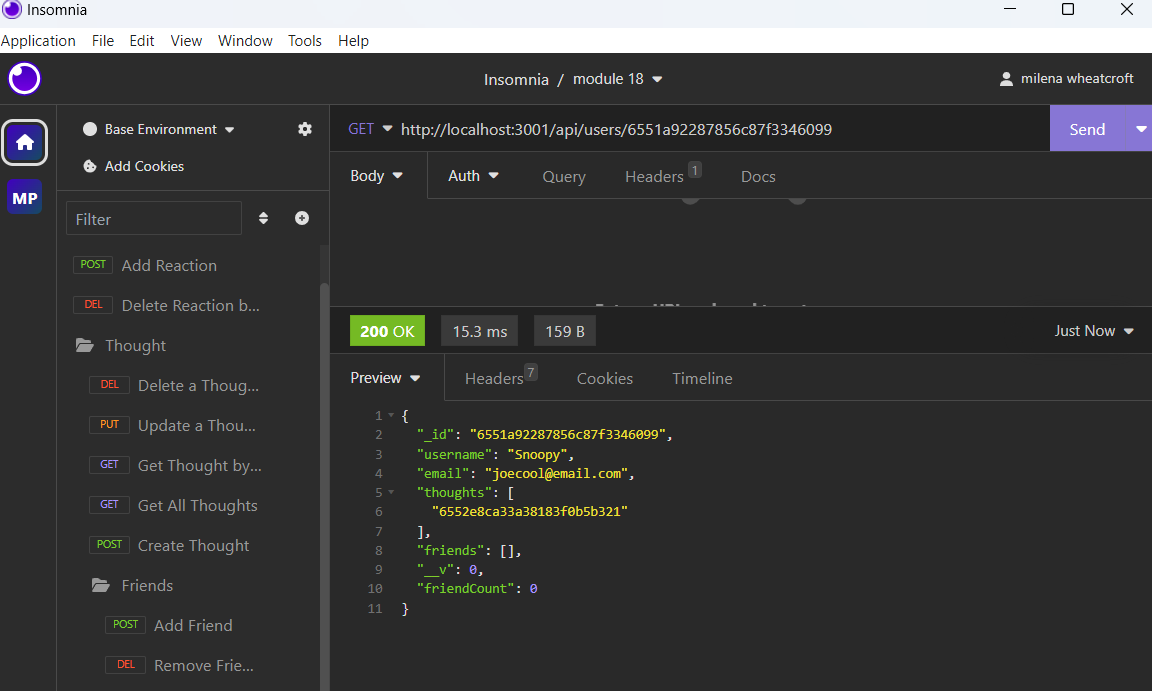 Insomnia
Application File Edit View Window Tools Help
Insomnia / module 18
milena wheatcroft
Base Environment
Add Cookies
MP
Filter
POST Add Reaction
DEL Delete Reaction b...
Thought
DEL Delete a Thoug...
PUT Update a Thou...
GET Get Thought by...
GET Get All Thoughts
POST Create Thought
Friends
POST Add Friend
DEL Remove Frie...
GET http://localhost:3001/api/users/6551a92287856c87f3346099 Send
Body Auth Query Headers 1 Docs
200 OK 15.3 ms 159 B Just Now
Preview Headers 7 Cookies Timeline
1 {
2 "_id": "6551a92287856c87f3346099",
3 "username": "Snoopy",
4 "email": "joecool@email.com",
5 "thoughts": [
6 "6552e8ca33a38183f0b5b321"
7 ],
8 "friends": [],
9 "__v": 0,
10 "friendCount": 0
11 }